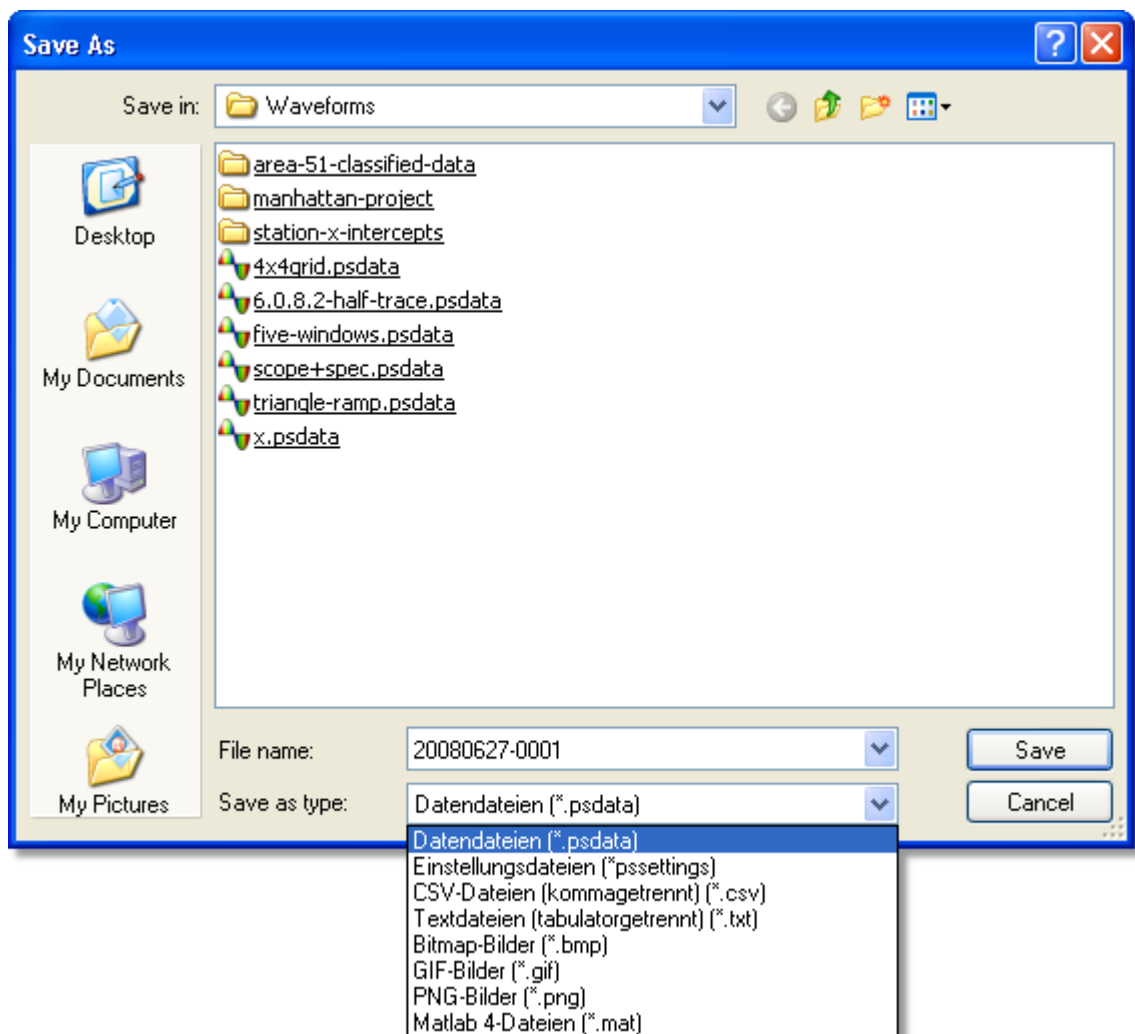 Save As
Save in:
Waveforms
Desktop
My Documents
My Computer
My Network
Places
My Pictures
area-51-classified-data
manhattan-project
station-x-intercepts
4x4grid.psdata
6.0.8.2-half-trace.psdata
five-windows.psdata
scope+spec.psdata
triangle-ramp.psdata
x.psdata
File name:
20080627-0001
Save
Save as type:
Datendateien (*.psdata)
Cancel
Datendateien (*.psdata)
Einstellungsdateien (*pssettings)
CSV-Dateien (kommagetrennt) (*.csv)
Textdateien (tabulatorgetrennt) (*.txt)
Bitmap-Bilder (*.bmp)
GIF-Bilder (*.gif)
PNG-Bilder (*.png)
Matlab 4-Dateien (*.mat)